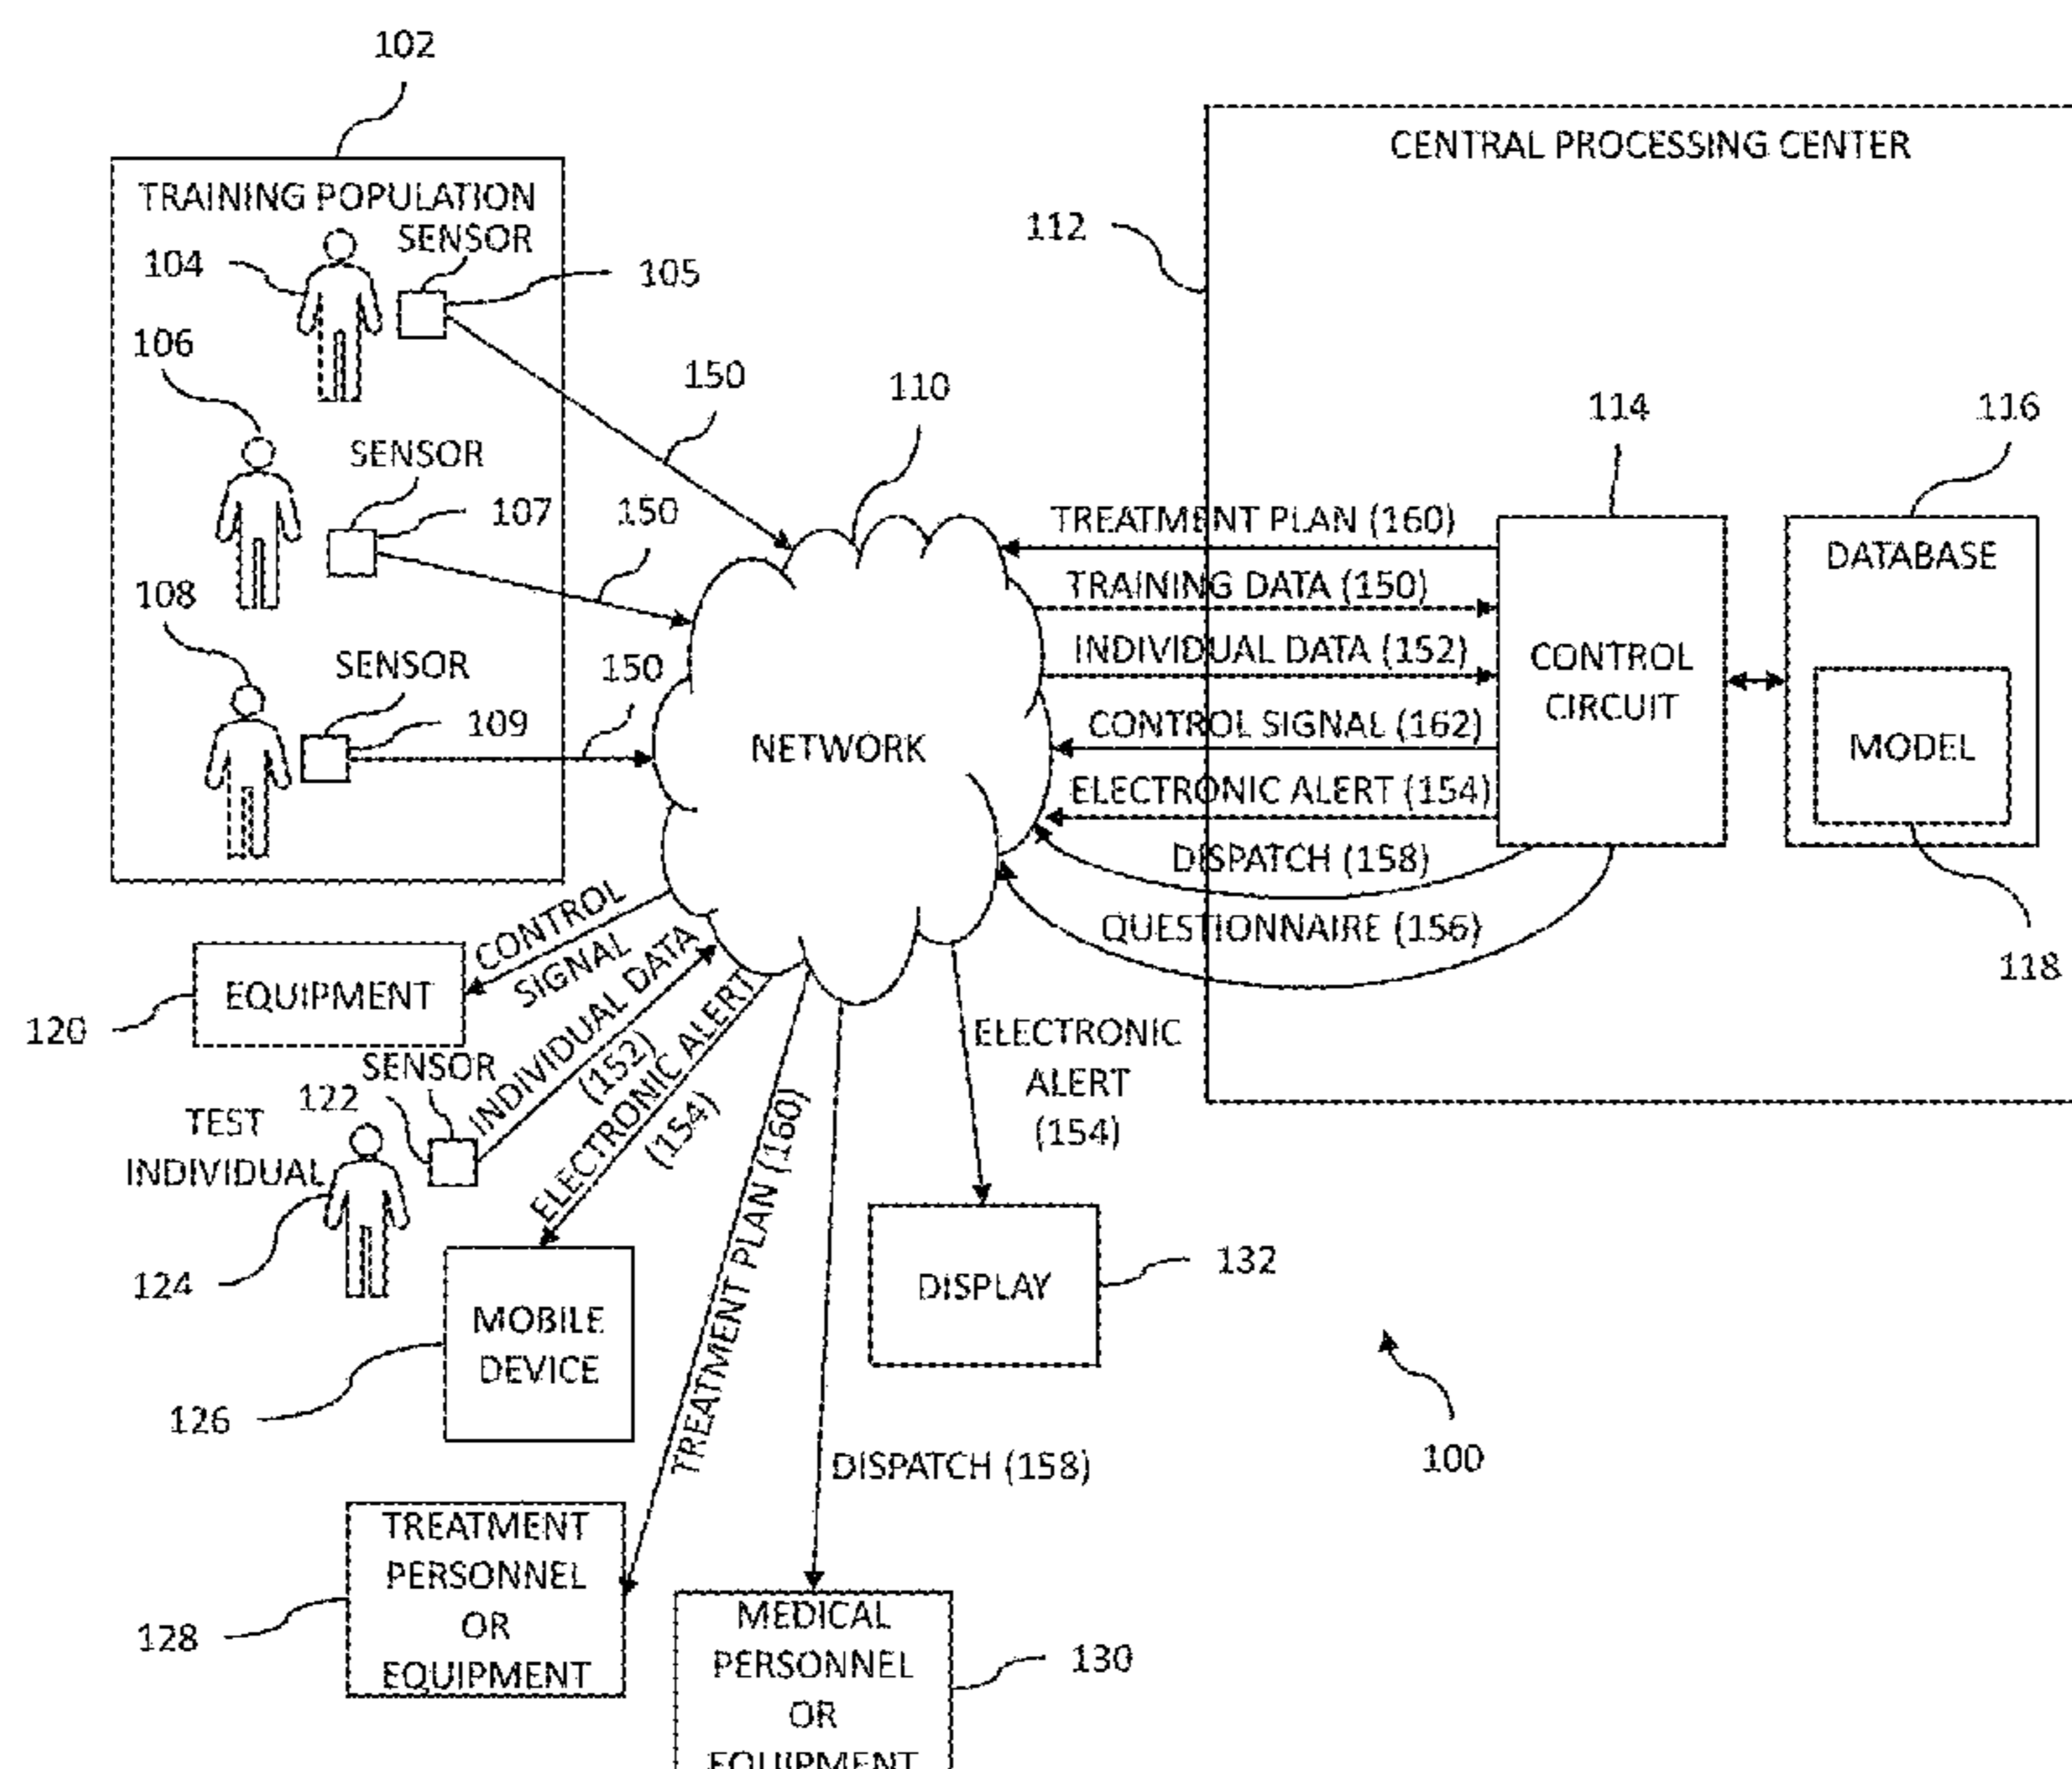 102
TRAINING POPULATION
SENSOR
104
105
106
SENSOR
107
108
SENSOR
109
150
150
150
110
NETWORK
112
CENTRAL PROCESSING CENTER
114
116
TREATMENT PLAN (160)
TRAINING DATA (150)
INDIVIDUAL DATA (152)
CONTROL SIGNAL (162)
ELECTRONIC ALERT (154)
DISPATCH (158)
QUESTIONNAIRE (156)
CONTROL
CIRCUIT
DATABASE
MODEL
118
CONTROL
SIGNAL
EQUIPMENT
120
INDIVIDUAL DATA
(152)
SENSOR
122
TEST
INDIVIDUAL
124
ELECTRONIC ALERT
(154)
MOBILE
DEVICE
126
TREATMENT PLAN (160)
TREATMENT
PERSONNEL
OR
EQUIPMENT
128
DISPATCH (158)
MEDICAL
PERSONNEL
OR
EQUIPMENT
130
ELECTRONIC
ALERT
(154)
DISPLAY
132
100